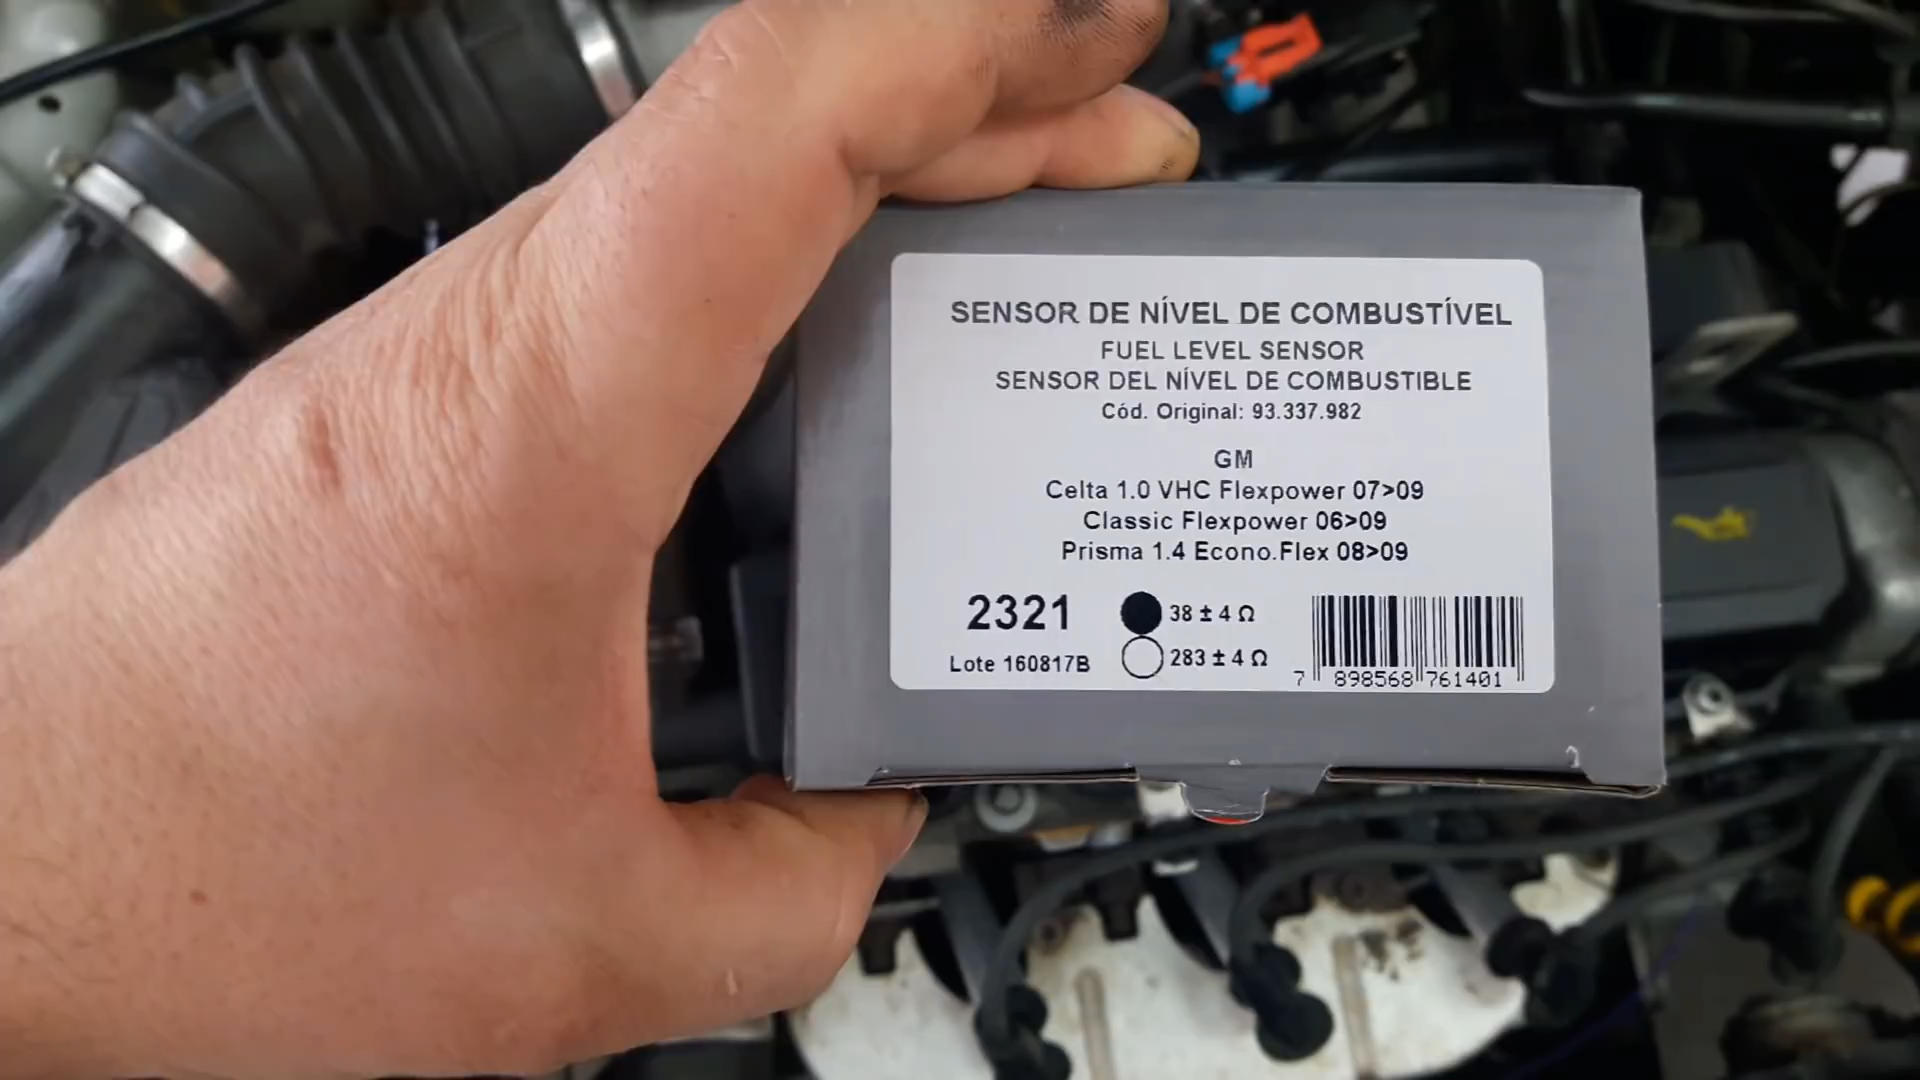 SENSOR DE NÍVEL DE COMBUSTÍVEL
FUEL LEVEL SENSOR
SENSOR DEL NÍVEL DE COMBUSTIBLE
Cód. Original: 93.337.982
GM
Celta 1.0 VHC Flexpower 07>09
Classic Flexpower 06>09
Prisma 1.4 Econo.Flex 08>09
2321
38 ± 4 Ω
Lote 160817B
283 ± 4 Ω
7 898568 761401